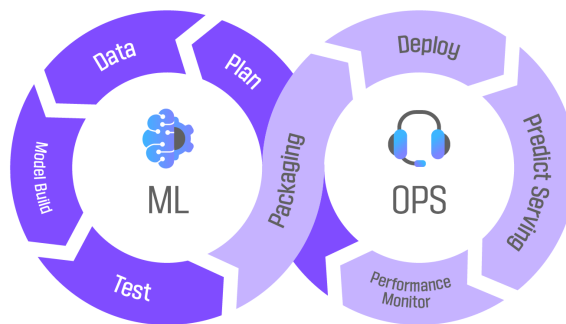 Plan
Data
Model Build
Test
ML
Packaging
Deploy
Predict Serving
Performance
Monitor
OPS